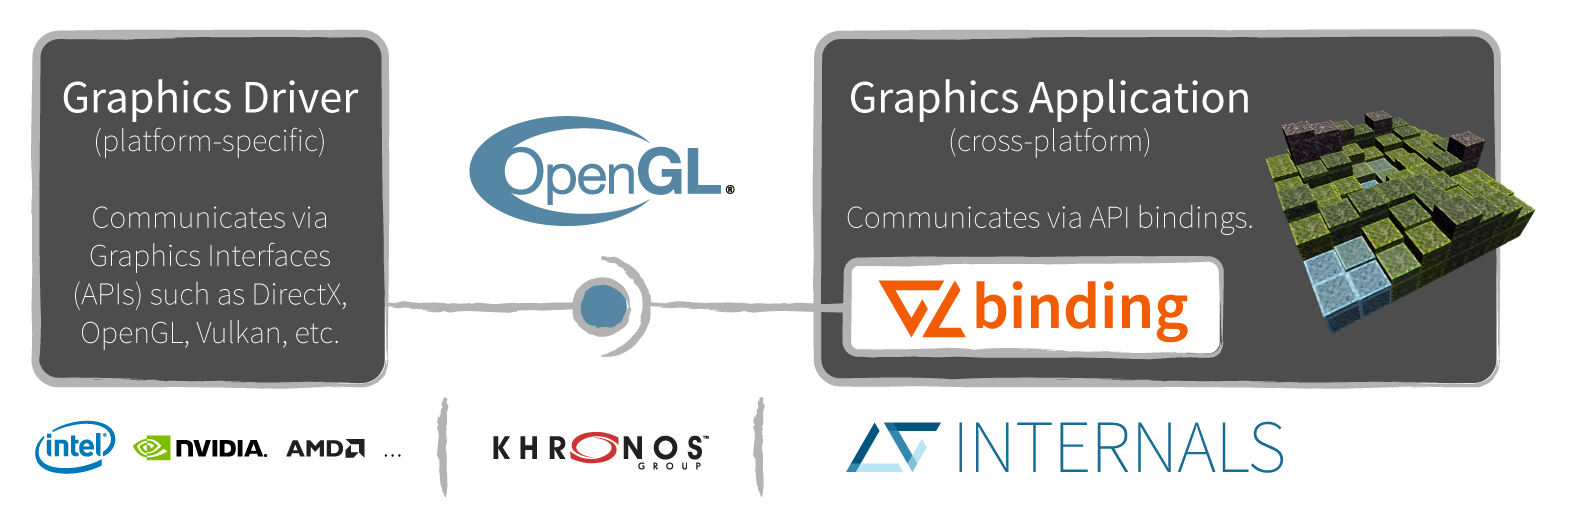 Graphics Driver
(platform-specific)
Communicates via
Graphics Interfaces
(APIs) such as DirectX,
OpenGL, Vulkan, etc.
OpenGL®
Graphics Application
(cross-platform)
Communicates via API bindings.
binding
intel
NVIDIA.
AMD
...
KHRONOS™
GROUP
INTERNALS